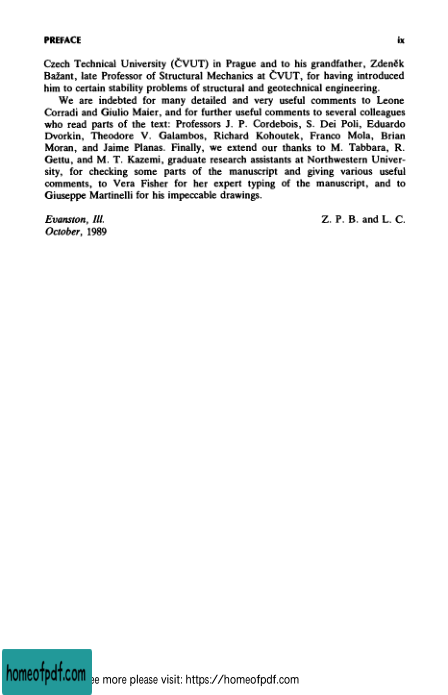 PREFACE ix
Czech Technical University (ČVUT) in Prague and to his grandfather, Zdeněk
Bažant, late Professor of Structural Mechanics at ČVUT, for having introduced
him to certain stability problems of structural and geotechnical engineering.
We are indebted for many detailed and very useful comments to Leone
Corradi and Giulio Maier, and for further useful comments to several colleagues
who read parts of the text: Professors J. P. Cordebois, S. Dei Poli, Eduardo
Dvorkin, Theodore V. Galambos, Richard Kohoutek, Franco Mola, Brian
Moran, and Jaime Planas. Finally, we extend our thanks to M. Tabbara, R.
Gettu, and M. T. Kazemi, graduate research assistants at Northwestern Univer-
sity, for checking some parts of the manuscript and giving various useful
comments, to Vera Fisher for her expert typing of the manuscript, and to
Giuseppe Martinelli for his impeccable drawings.
Evanston, Ill. Z. P. B. and L. C.
October, 1989
homeofpdf.com more please visit: https://homeofpdf.com